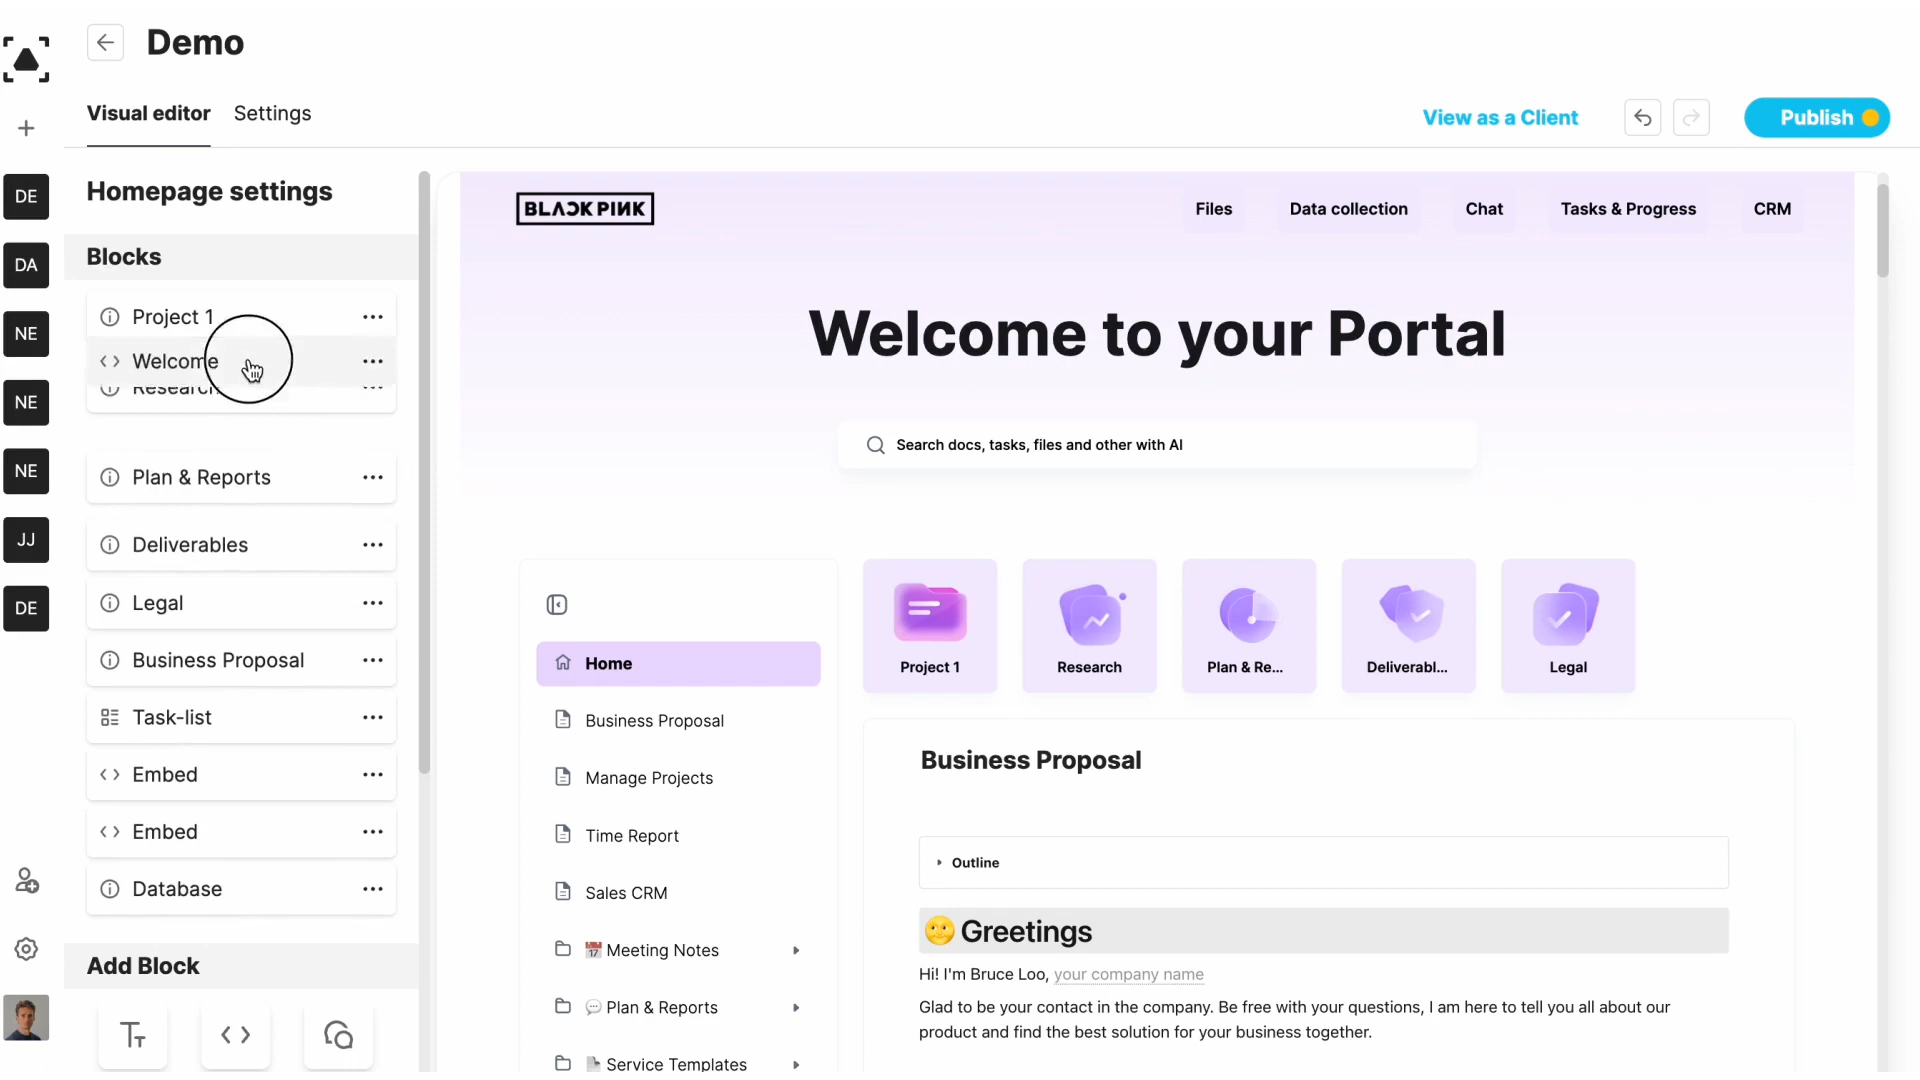 Demo
Visual editor
Settings
View as a Client
Publish
DE
DA
NE
NE
NE
JJ
DE
Homepage settings
Blocks
Project 1
Welcome
Research
Plan & Reports
Deliverables
Legal
Business Proposal
Task-list
Embed
Embed
Database
Add Block
BLACKPINK
Files
Data collection
Chat
Tasks & Progress
CRM
Welcome to your Portal
Search docs, tasks, files and other with AI
Home
Business Proposal
Manage Projects
Time Report
Sales CRM
Meeting Notes
Plan & Reports
Service Templates
Project 1
Research
Plan & Re...
Deliverabl...
Legal
Business Proposal
Outline
Greetings
Hi! I'm Bruce Loo, your company name
Glad to be your contact in the company. Be free with your questions, I am here to tell you all about our
product and find the best solution for your business together.